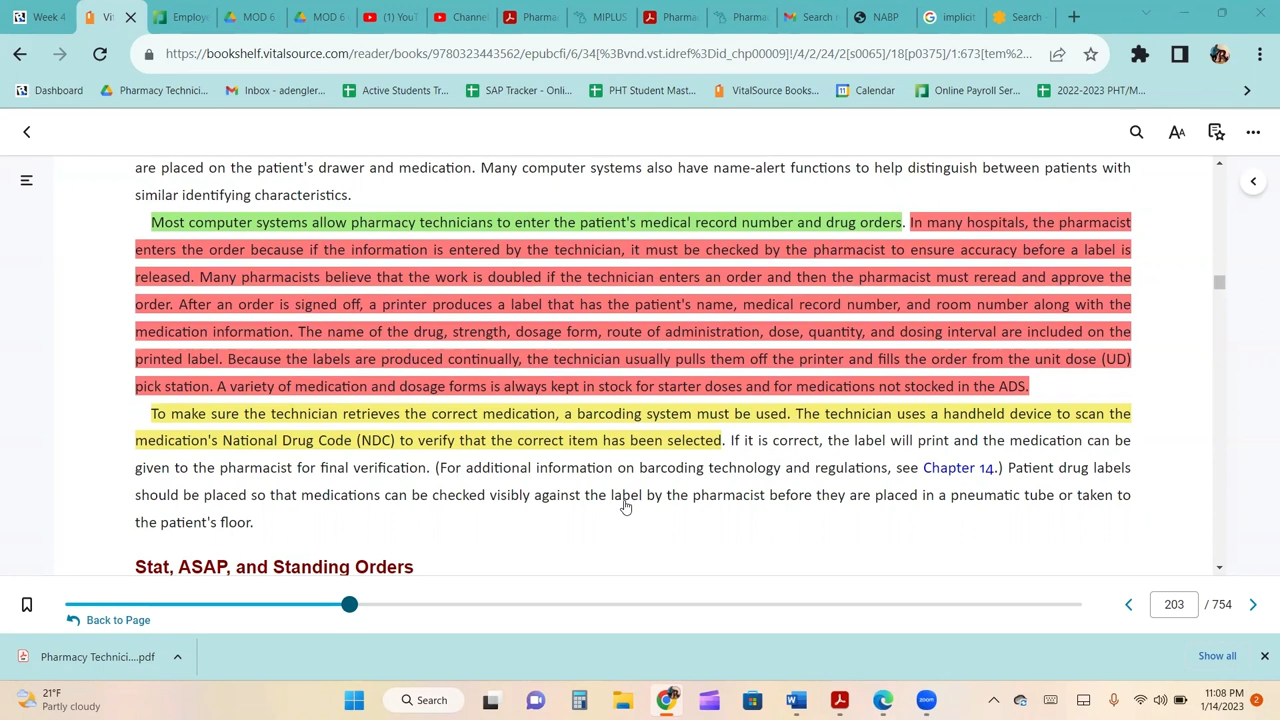 Week 4
Vit
Employe
MOD 6
MOD 6
(1) YouT
Channel
Pharma
MIPLUS
Pharma
Pharma
Search r
NABP
implicit
Search
https://bookshelf.vitalsource.com/reader/books/9780323443562/epubcfi/6/34[%3Bvnd.vst.idref%3Did_chp00009]!/4/2/24/2[s0065]/18[p0375]/1:673[tem%2...
Dashboard
Pharmacy Technici...
Inbox - adengler...
Active Students Tr...
SAP Tracker - Onli...
PHT Student Mast...
VitalSource Books...
Calendar
Online Payroll Ser...
2022-2023 PHT/M...
are placed on the patient's drawer and medication. Many computer systems also have name-alert functions to help distinguish between patients with
similar identifying characteristics.
Most computer systems allow pharmacy technicians to enter the patient's medical record number and drug orders. In many hospitals, the pharmacist
enters the order because if the information is entered by the technician, it must be checked by the pharmacist to ensure accuracy before a label is
released. Many pharmacists believe that the work is doubled if the technician enters an order and then the pharmacist must reread and approve the
order. After an order is signed off, a printer produces a label that has the patient's name, medical record number, and room number along with the
medication information. The name of the drug, strength, dosage form, route of administration, dose, quantity, and dosing interval are included on the
printed label. Because the labels are produced continually, the technician usually pulls them off the printer and fills the order from the unit dose (UD)
pick station. A variety of medication and dosage forms is always kept in stock for starter doses and for medications not stocked in the ADS.
To make sure the technician retrieves the correct medication, a barcoding system must be used. The technician uses a handheld device to scan the
medication's National Drug Code (NDC) to verify that the correct item has been selected. If it is correct, the label will print and the medication can be
given to the pharmacist for final verification. (For additional information on barcoding technology and regulations, see Chapter 14.) Patient drug labels
should be placed so that medications can be checked visibly against the label by the pharmacist before they are placed in a pneumatic tube or taken to
the patient's floor.
Stat, ASAP, and Standing Orders
203 / 754
Back to Page
Pharmacy Technici....pdf
Show all
21°F
Partly cloudy
Search
11:08 PM
1/14/2023
2